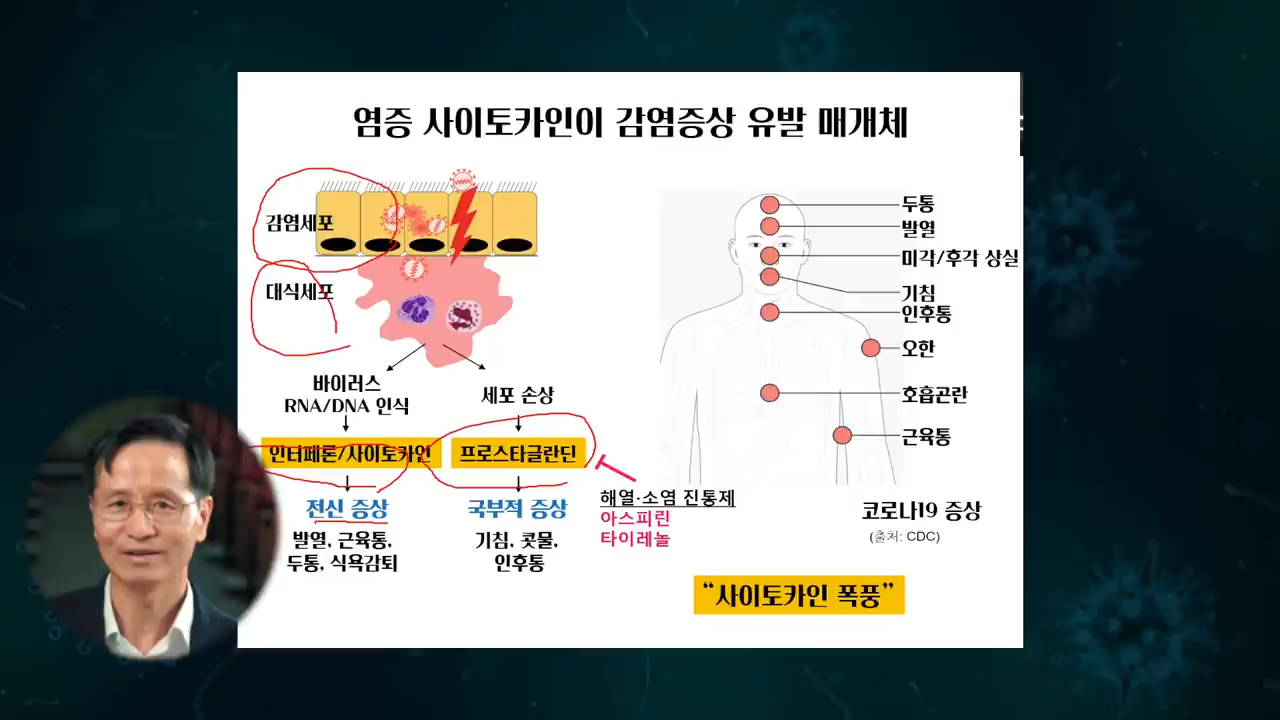 염증 사이토카인이 감염증상 유발 매개체
감염세포
대식세포
바이러스
RNA/DNA 인식
세포 손상
인터페론/사이토카인
프로스타글란딘
전신 증상
국부적 증상
발열, 근육통,
두통, 식욕감퇴
기침, 콧물,
인후통
해열·소염 진통제
아스피린
타이레놀
두통
발열
미각/후각 상실
기침
인후통
오한
호흡곤란
근육통
코로나19 증상
(출처: CDC)
“사이토카인 폭풍”